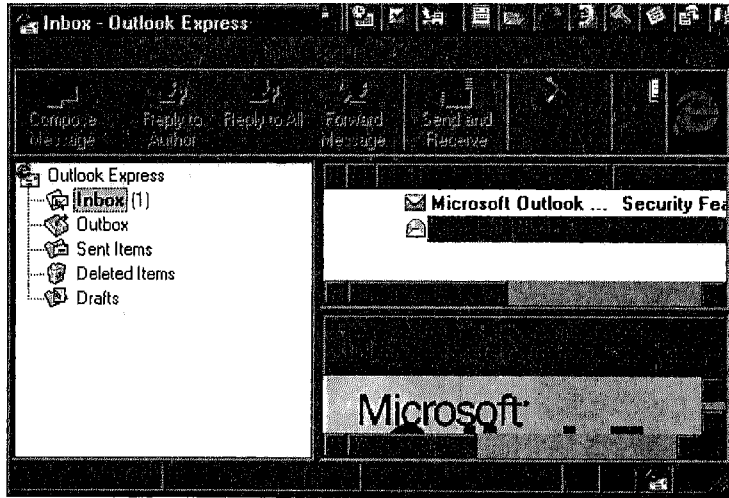 Inbox - Outlook Express
Compose Message
Reply to Author
Reply to All
Forward Message
Send and Receive
Outlook Express
Inbox (1)
Outbox
Sent Items
Deleted Items
Drafts
Microsoft Outlook ... Security Fea
Microsoft